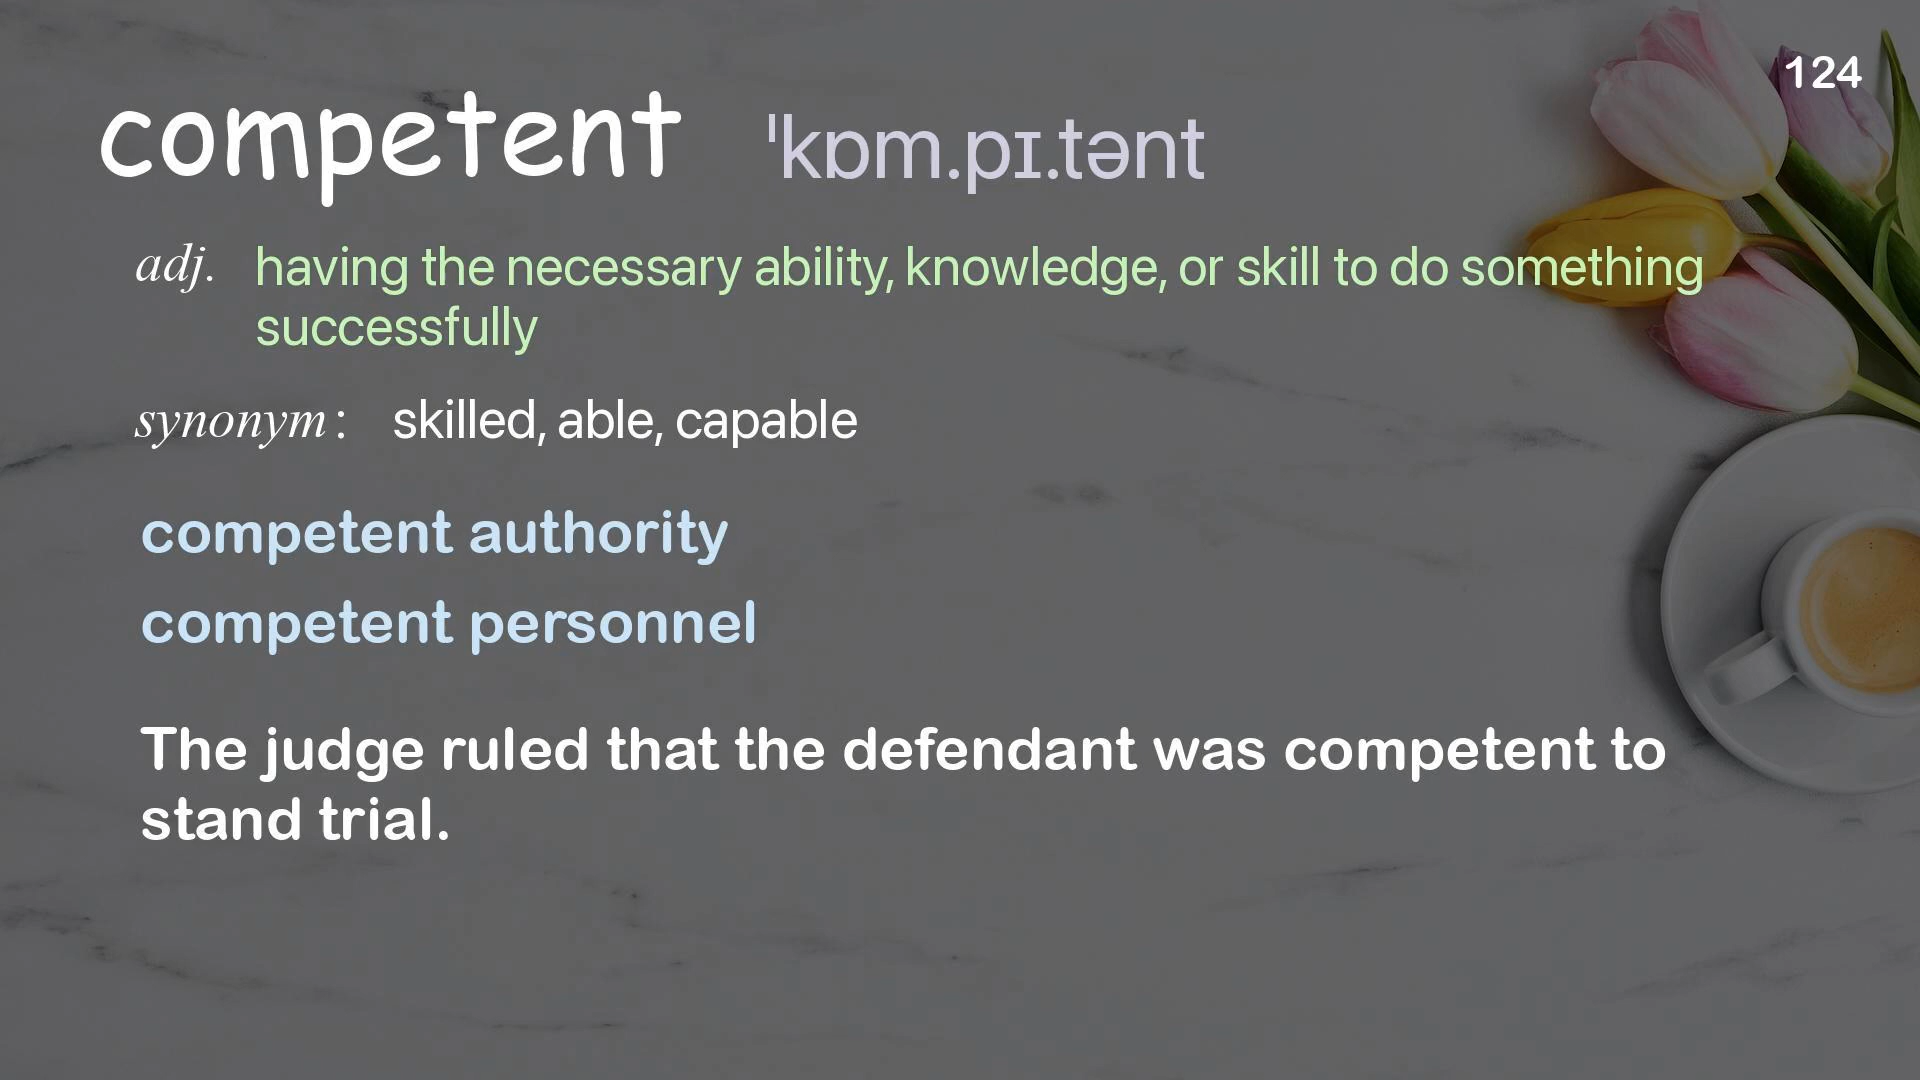 124
competent ˈkɒm.pɪ.tənt
adj. having the necessary ability, knowledge, or skill to do something
successfully
synonym: skilled, able, capable
competent authority
competent personnel
The judge ruled that the defendant was competent to
stand trial.